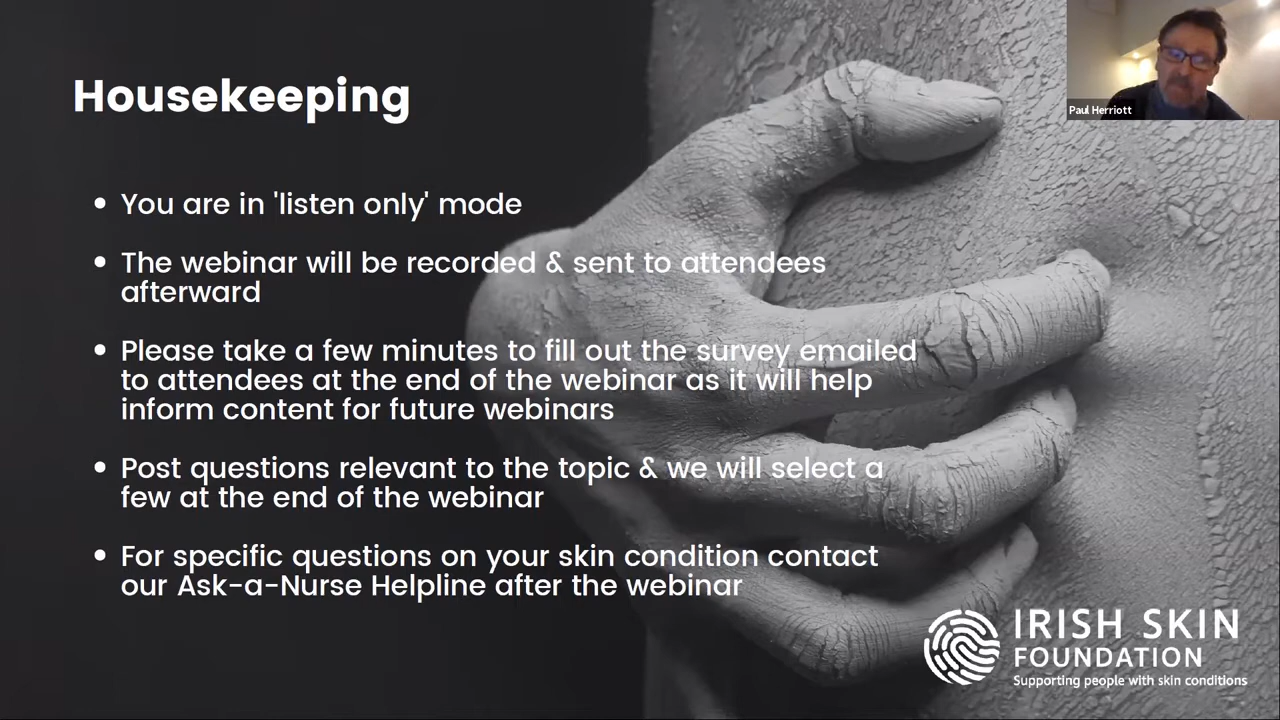 Housekeeping
Paul Herriott
• You are in 'listen only' mode
• The webinar will be recorded & sent to attendees
afterward
• Please take a few minutes to fill out the survey emailed
to attendees at the end of the webinar as it will help
inform content for future webinars
• Post questions relevant to the topic & we will select a
few at the end of the webinar
• For specific questions on your skin condition contact
our Ask-a-Nurse Helpline after the webinar
IRISH SKIN
FOUNDATION
Supporting people with skin conditions